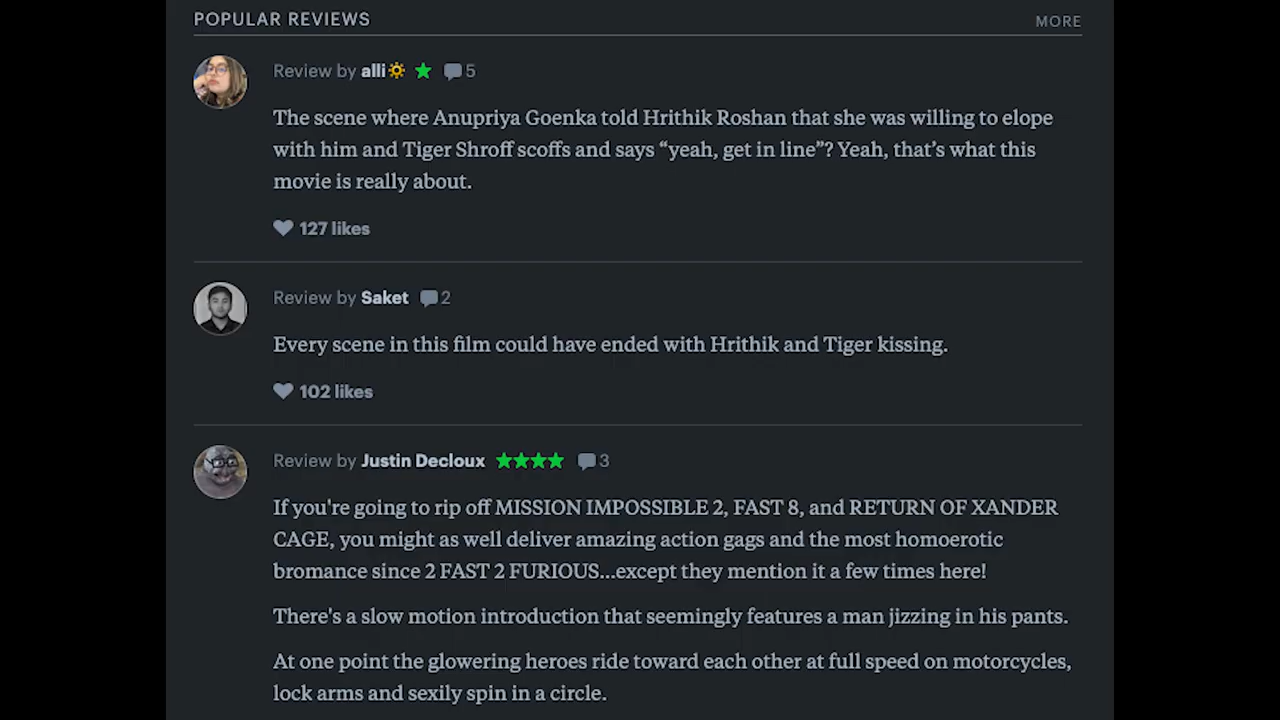 POPULAR REVIEWS
MORE
Review by alli ★ 5
The scene where Anupriya Goenka told Hrithik Roshan that she was willing to elope
with him and Tiger Shroff scoffs and says “yeah, get in line”? Yeah, that’s what this
movie is really about.
127 likes
Review by Saket 2
Every scene in this film could have ended with Hrithik and Tiger kissing.
102 likes
Review by Justin Decloux ★★★★ 3
If you're going to rip off MISSION IMPOSSIBLE 2, FAST 8, and RETURN OF XANDER
CAGE, you might as well deliver amazing action gags and the most homoerotic
bromance since 2 FAST 2 FURIOUS...except they mention it a few times here!
There's a slow motion introduction that seemingly features a man jizzing in his pants.
At one point the glowering heroes ride toward each other at full speed on motorcycles,
lock arms and sexily spin in a circle.